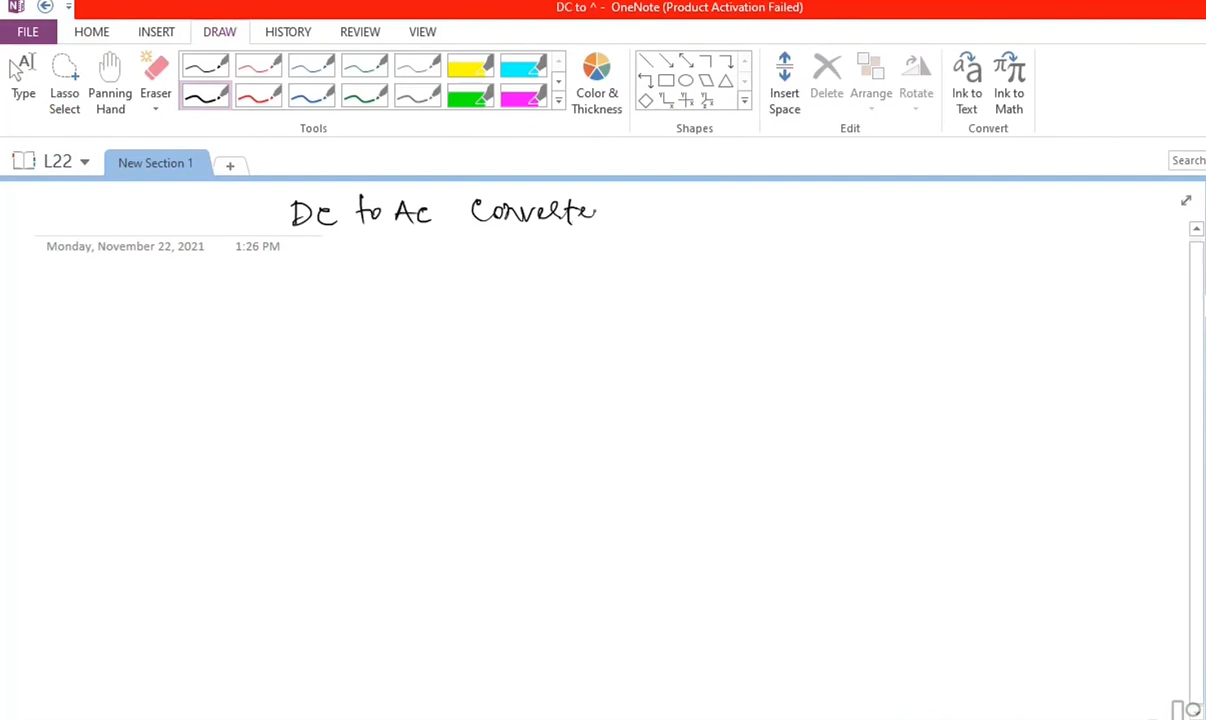 DC to ^ - OneNote (Product Activation Failed)
FILE HOME INSERT DRAW HISTORY REVIEW VIEW
Type Lasso Select Panning Hand Eraser Color & Thickness Insert Space Delete Arrange Rotate Ink to Text Ink to Math
Tools Shapes Edit Convert
L22 New Section 1 Search
DC to AC Converte
Monday, November 22, 2021 1:26 PM